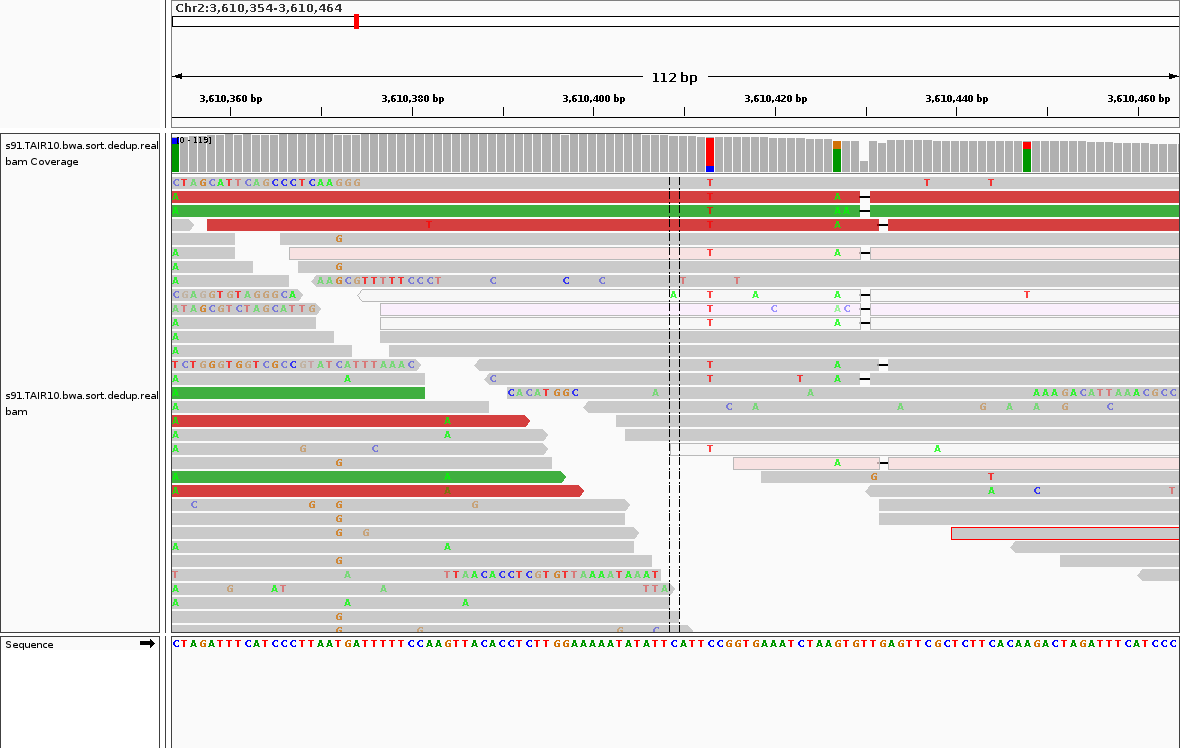 Chr2:3,610,354-3,610,464
112 bp
3,610,360 bp 3,610,380 bp 3,610,400 bp 3,610,420 bp 3,610,440 bp 3,610,460 bp
s91.TAIR10.bwa.sort.dedup.real
bam Coverage
[0 - 115]
CTAGCATTCAGCCCTCAAGGG T T T
A T A
A T AA
T T A
G
A T A
A G
A AAGCGTTTTTCCCT C C C T T
CGAGGTGTAGGGCA A T A A T
ATAGCGTCTAGCATTG T C AC
A T A
A
A
TCTGGGTGGTCGCCGTATCATTTAAAC T A
A A C T T A
A CACATGGC A A AAAGACATTAAACGCC
A C A A G A A G C
A A
A A
A G C T A
G A
A A G T
A A C T
C G G G
G
G G
A A
G
T A TTAACACCTCGTGTTAAAATAAAT
A G AT A TTA
A A A
G
G G G C
s91.TAIR10.bwa.sort.dedup.real
bam
Sequence
CTAGATTTCATCCCTTAATGATTTTTCCAAGTTACACCTCTTGGAAAAATATATTCATTCCGGTGAAATCTAAGTGTTGAGTTCGCTCTTCACAAGACTAGATTTCATCCC